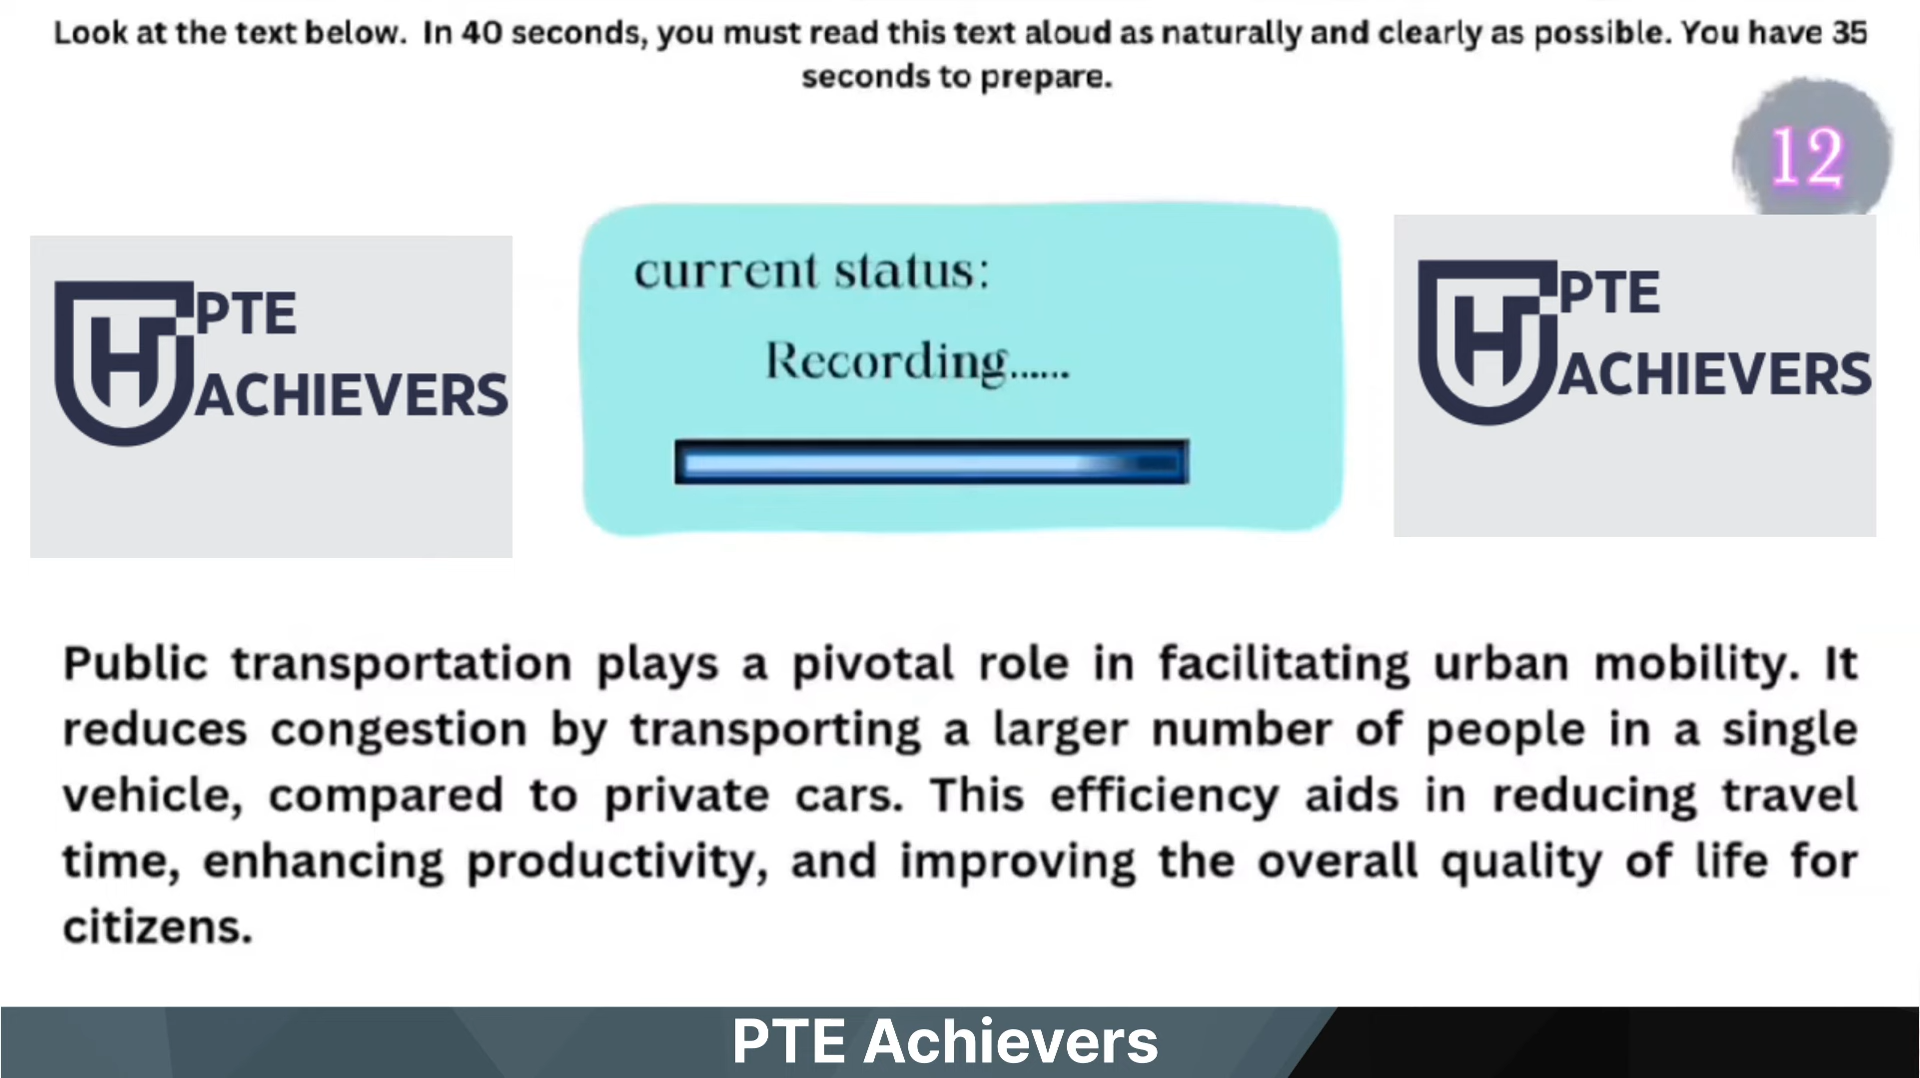 Look at the text below. In 40 seconds, you must read this text aloud as naturally and clearly as possible. You have 35
seconds to prepare.
12
PTE
ACHIEVERS
current status:
Recording......
PTE
ACHIEVERS
Public transportation plays a pivotal role in facilitating urban mobility. It
reduces congestion by transporting a larger number of people in a single
vehicle, compared to private cars. This efficiency aids in reducing travel
time, enhancing productivity, and improving the overall quality of life for
citizens.
PTE Achievers